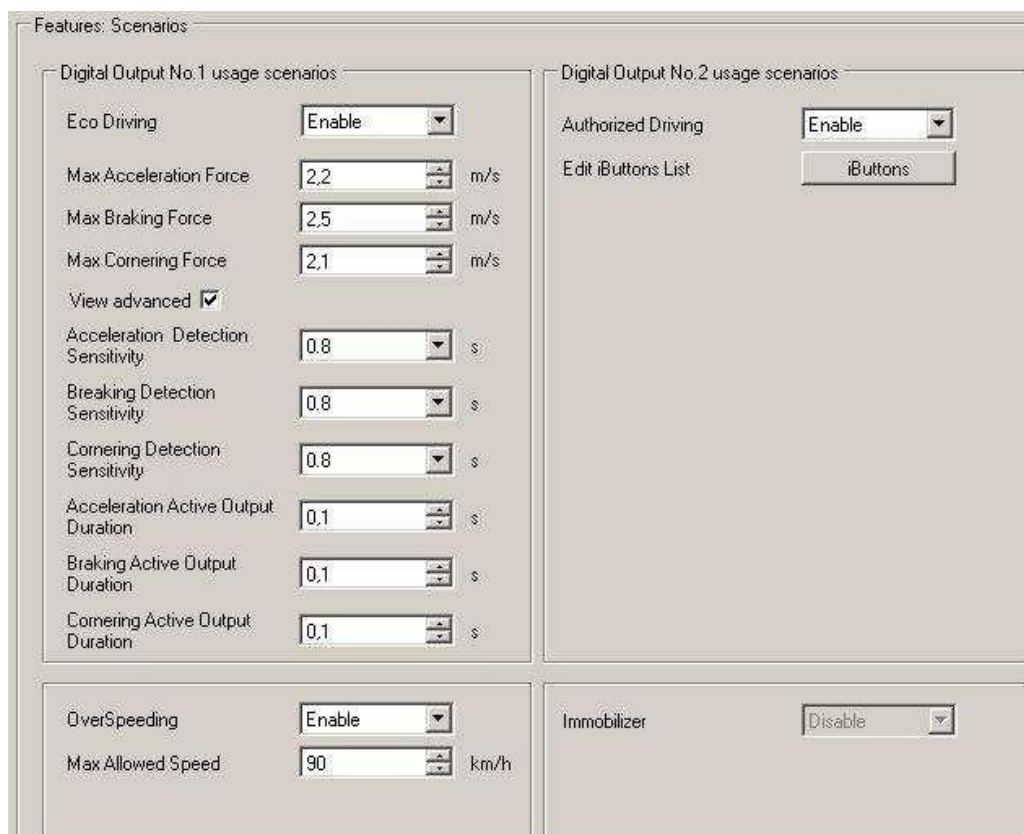 Features: Scenarios
Digital Output No.1 usage scenarios
Eco Driving Enable
Max Acceleration Force 2,2 m/s
Max Braking Force 2,5 m/s
Max Cornering Force 2,1 m/s
View advanced
Acceleration Detection
Sensitivity 0.8 s
Breaking Detection
Sensitivity 0.8 s
Cornering Detection
Sensitivity 0.8 s
Acceleration Active Output
Duration 0,1 s
Braking Active Output
Duration 0,1 s
Cornering Active Output
Duration 0,1 s
OverSpeeding Enable
Max Allowed Speed 90 km/h
Digital Output No.2 usage scenarios
Authorized Driving Enable
Edit iButtons List iButtons
Immobilizer Disable